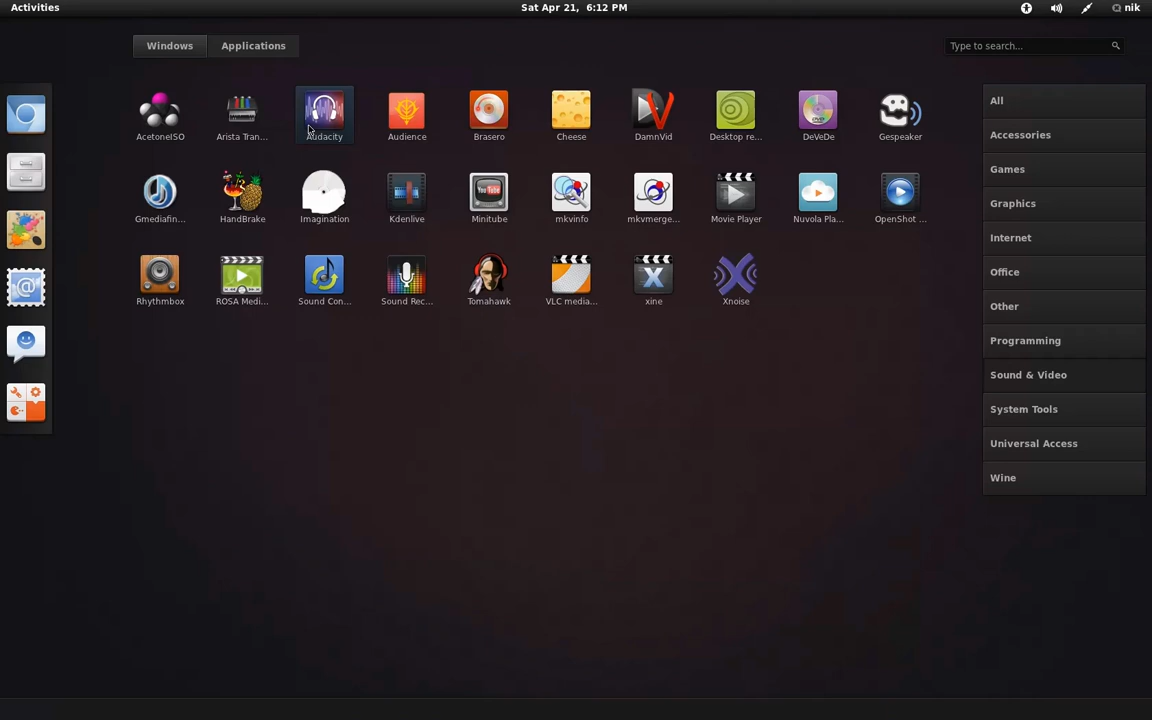 Activities
Sat Apr 21, 6:12 PM
nik
Windows
Applications
Type to search...
AcetoneISO
Arista Tran...
Audacity
Audience
Brasero
Cheese
DamnVid
Desktop re...
DeVeDe
Gespeaker
Gmediafin...
HandBrake
Imagination
Kdenlive
Minitube
mkvinfo
mkvmerge...
Movie Player
Nuvola Pla...
OpenShot ...
Rhythmbox
ROSA Medi...
Sound Con...
Sound Rec...
Tomahawk
VLC media...
xine
Xnoise
All
Accessories
Games
Graphics
Internet
Office
Other
Programming
Sound & Video
System Tools
Universal Access
Wine